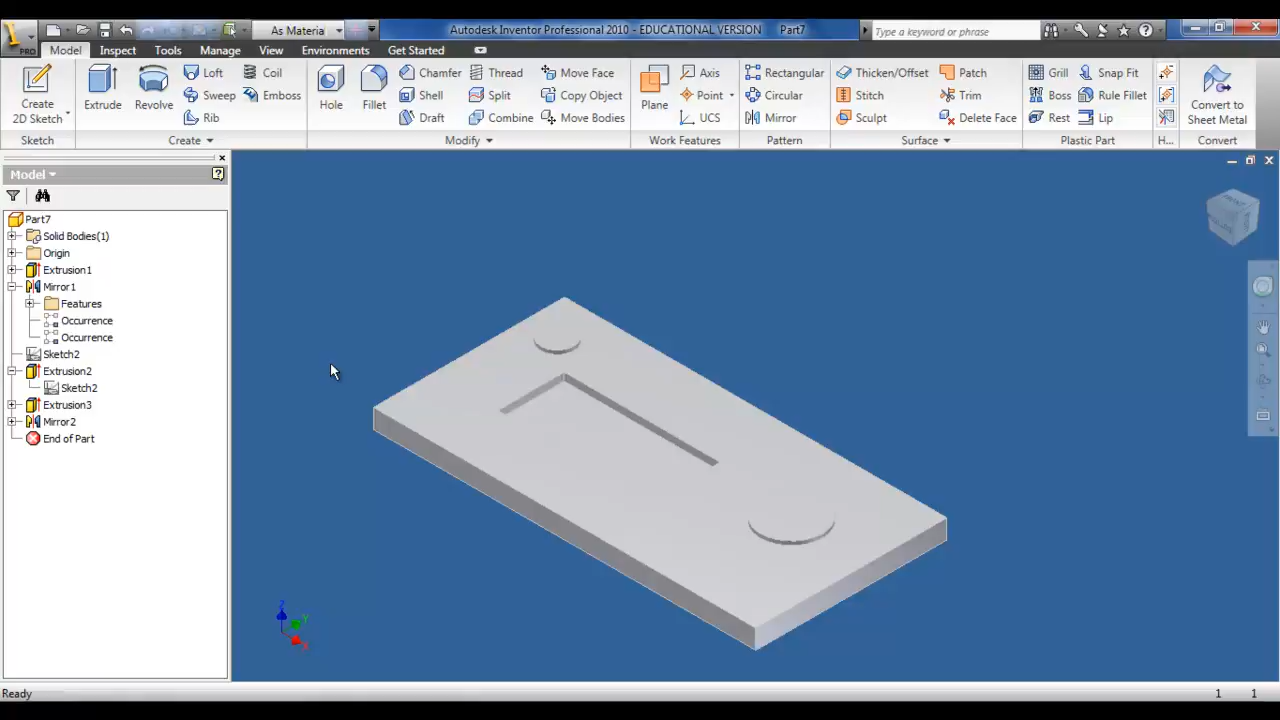 As Materia
Autodesk Inventor Professional 2010 - EDUCATIONAL VERSION Part7
Type a keyword or phrase
PRO
Model Inspect Tools Manage View Environments Get Started
Create 2D Sketch
Extrude
Revolve
Loft
Sweep
Rib
Coil
Emboss
Hole
Fillet
Chamfer
Shell
Draft
Thread
Split
Combine
Move Face
Copy Object
Move Bodies
Plane
Axis
Point
UCS
Rectangular
Circular
Mirror
Thicken/Offset
Stitch
Sculpt
Patch
Trim
Delete Face
Grill
Boss
Rest
Snap Fit
Rule Fillet
Lip
Convert to
Sheet Metal
Sketch Create Modify Work Features Pattern Surface Plastic Part H... Convert
Model
Part7
Solid Bodies(1)
Origin
Extrusion1
Mirror1
Features
Occurrence
Occurrence
Sketch2
Extrusion2
Sketch2
Extrusion3
Mirror2
End of Part
Z
Y
X
Ready
1 1